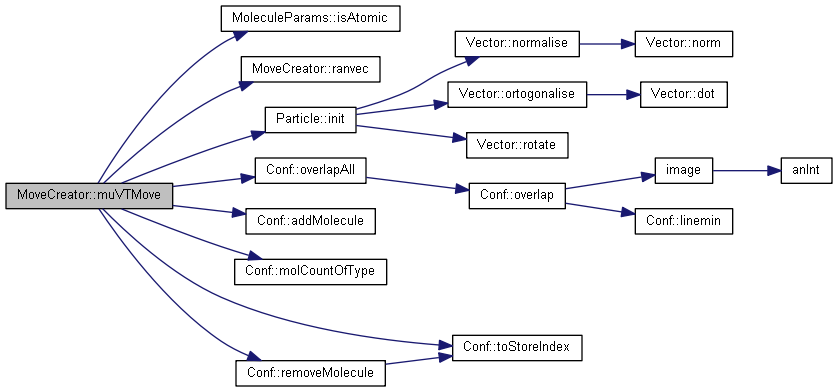 MoleculeParams::isAtomic
Vector::normalise
Vector::norm
MoveCreator::ranvec
Vector::ortogonalise
Vector::dot
Particle::init
Vector::rotate
Conf::overlapAll
image
anInt
MoveCreator::muVTMove
Conf::overlap
Conf::addMolecule
Conf::linemin
Conf::molCountOfType
Conf::toStoreIndex
Conf::removeMolecule